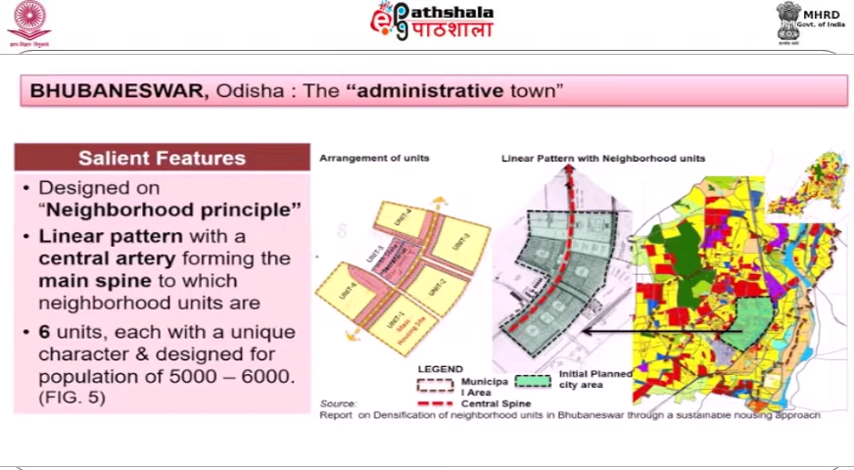 ePathshala
पाठशाला
MHRD
Govt. of India
BHUBANESWAR, Odisha : The “administrative town”
Salient Features
• Designed on
“Neighborhood principle”
• Linear pattern with a
central artery forming the
main spine to which
neighborhood units are
• 6 units, each with a unique
character & designed for
population of 5000 – 6000.
(FIG. 5)
Arrangement of units
UNIT-4
UNIT-3
UNIT-5
UNIT-6
UNIT-2
UNIT-1
Mass
Housing Site
Linear Pattern with Neighborhood units
LEGEND
Municipa
l Area
Initial Planned
city area
Central Spine
Source:
Report on Densification of neighborhood units in Bhubaneswar through a sustainable housing approach